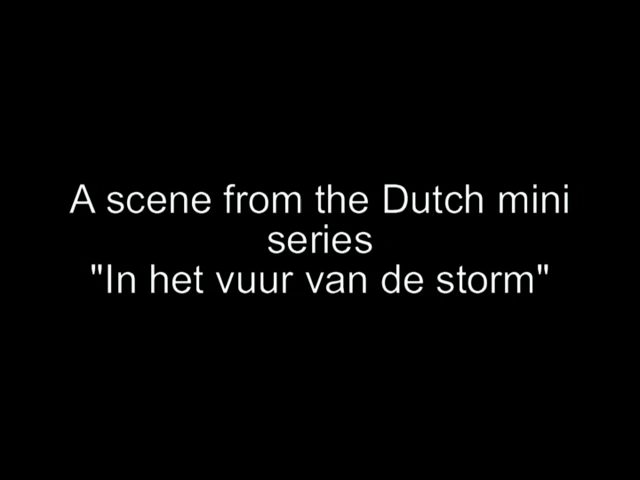 A scene from the Dutch mini
series
"In het vuur van de storm"